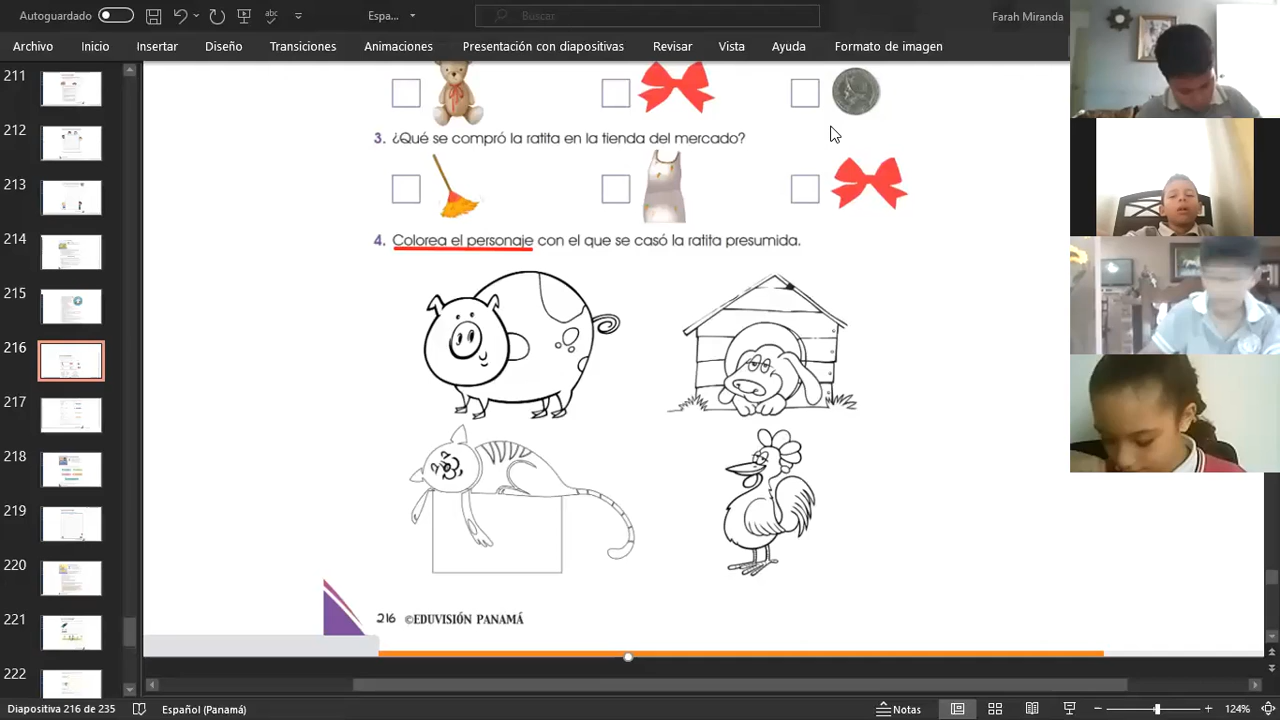 Autoguardado
Espa...
Buscar
Farah Miranda
Archivo Inicio Insertar Diseño Transiciones Animaciones Presentación con diapositivas Revisar Vista Ayuda Formato de imagen
211
212
213
214
215
216
217
218
219
220
221
222
3. ¿Qué se compró la ratita en la tienda del mercado?
4. Colorea el personaje con el que se casó la ratita presumida.
216 ©EDUVISIÓN PANAMÁ
Diapositiva 216 de 235 Español (Panamá) Notas 124%